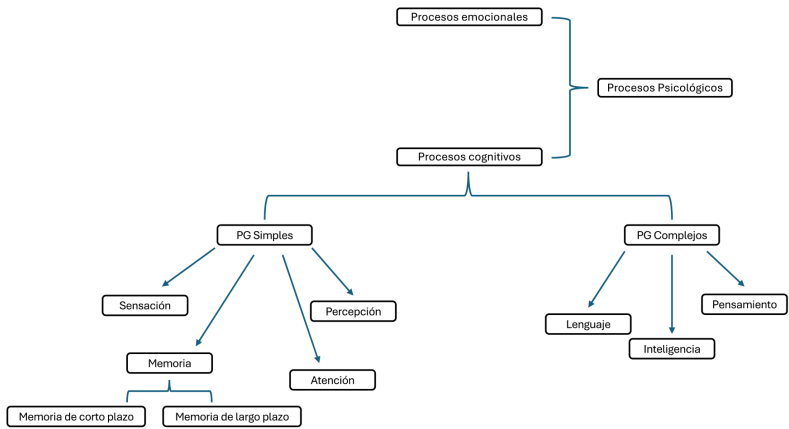 Procesos emocionales
Procesos Psicológicos
Procesos cognitivos
PG Simples
PG Complejos
Sensación
Percepción
Pensamiento
Lenguaje
Inteligencia
Memoria
Atención
Memoria de corto plazo
Memoria de largo plazo